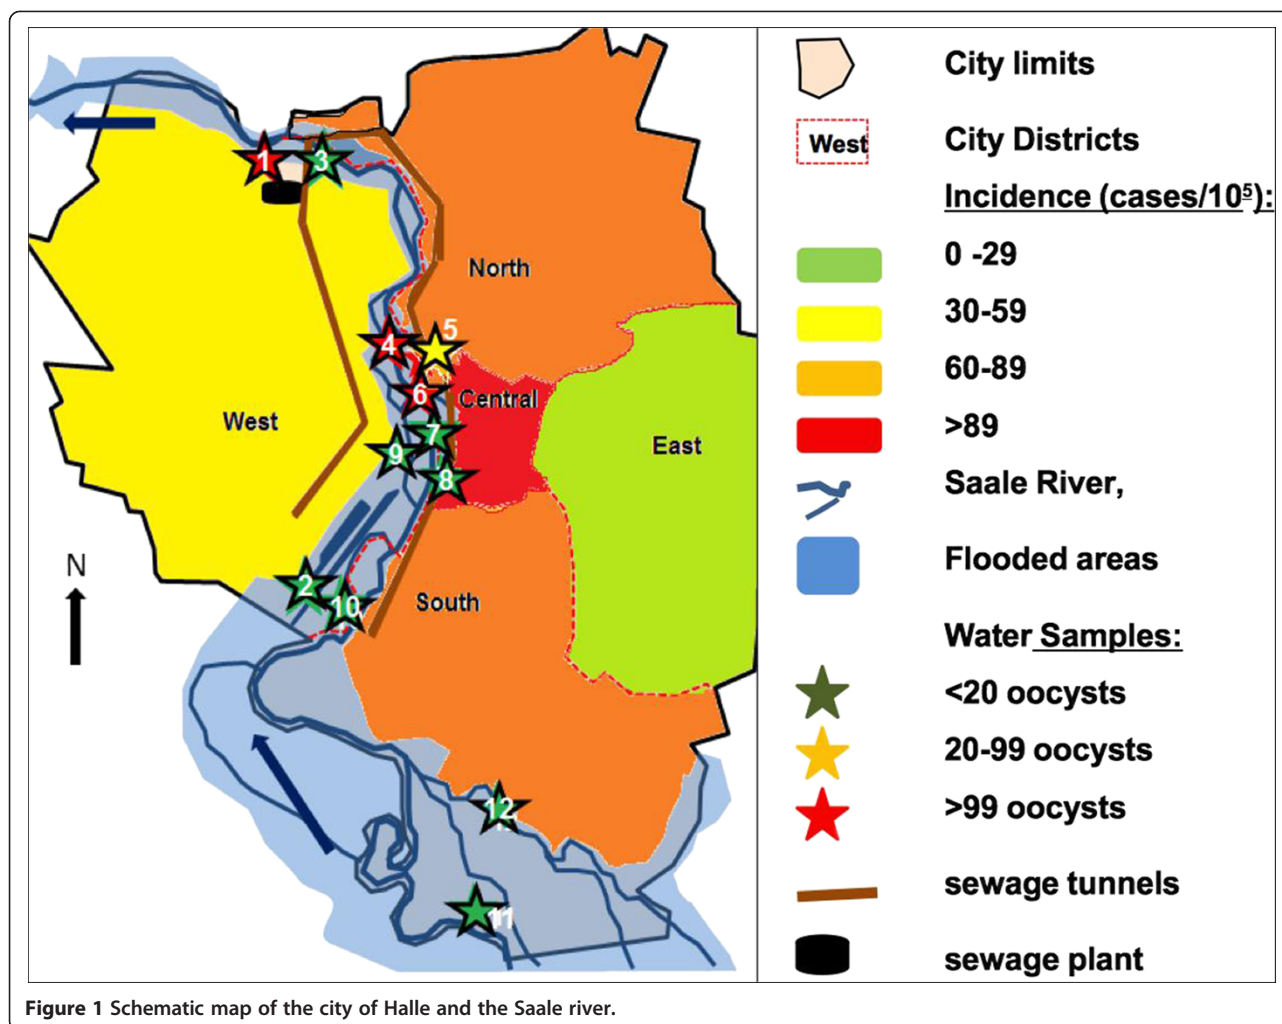 City limits
West
City Districts
Incidence (cases/10⁵):
0 -29
30-59
60-89
>89
Saale River,
Flooded areas
Water Samples:
<20 oocysts
20-99 oocysts
>99 oocysts
sewage tunnels
sewage plant
1
3
North
4
5
6
Central
West
7
9
East
8
N
2
10
South
12
11
Figure 1 Schematic map of the city of Halle and the Saale river.